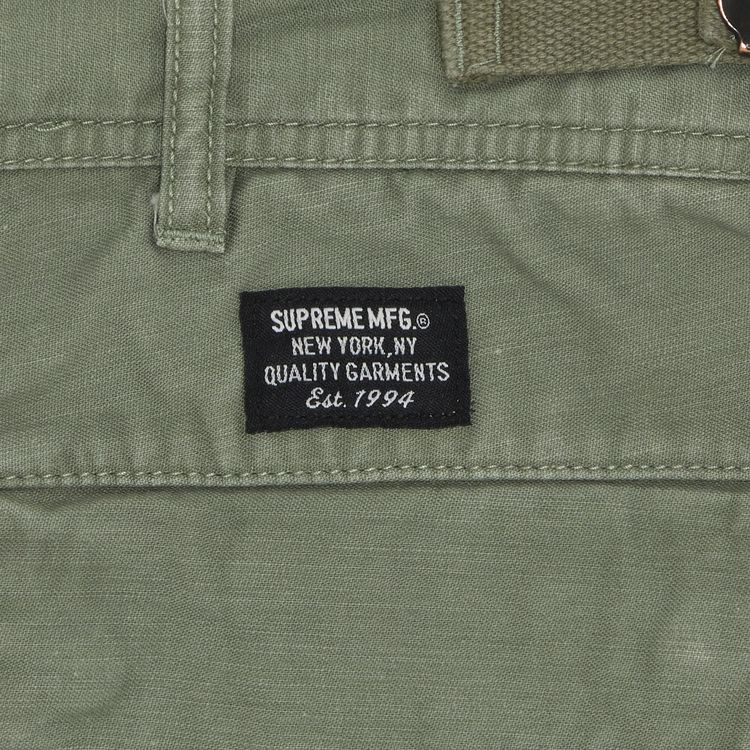 SUPREME MFG.®
NEW YORK, NY
QUALITY GARMENTS
Est. 1994